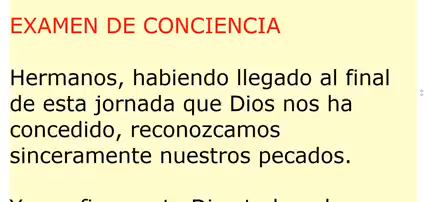 EXAMEN DE CONCIENCIA
Hermanos, habiendo llegado al final
de esta jornada que Dios nos ha
concedido, reconozcamos
sinceramente nuestros pecados.